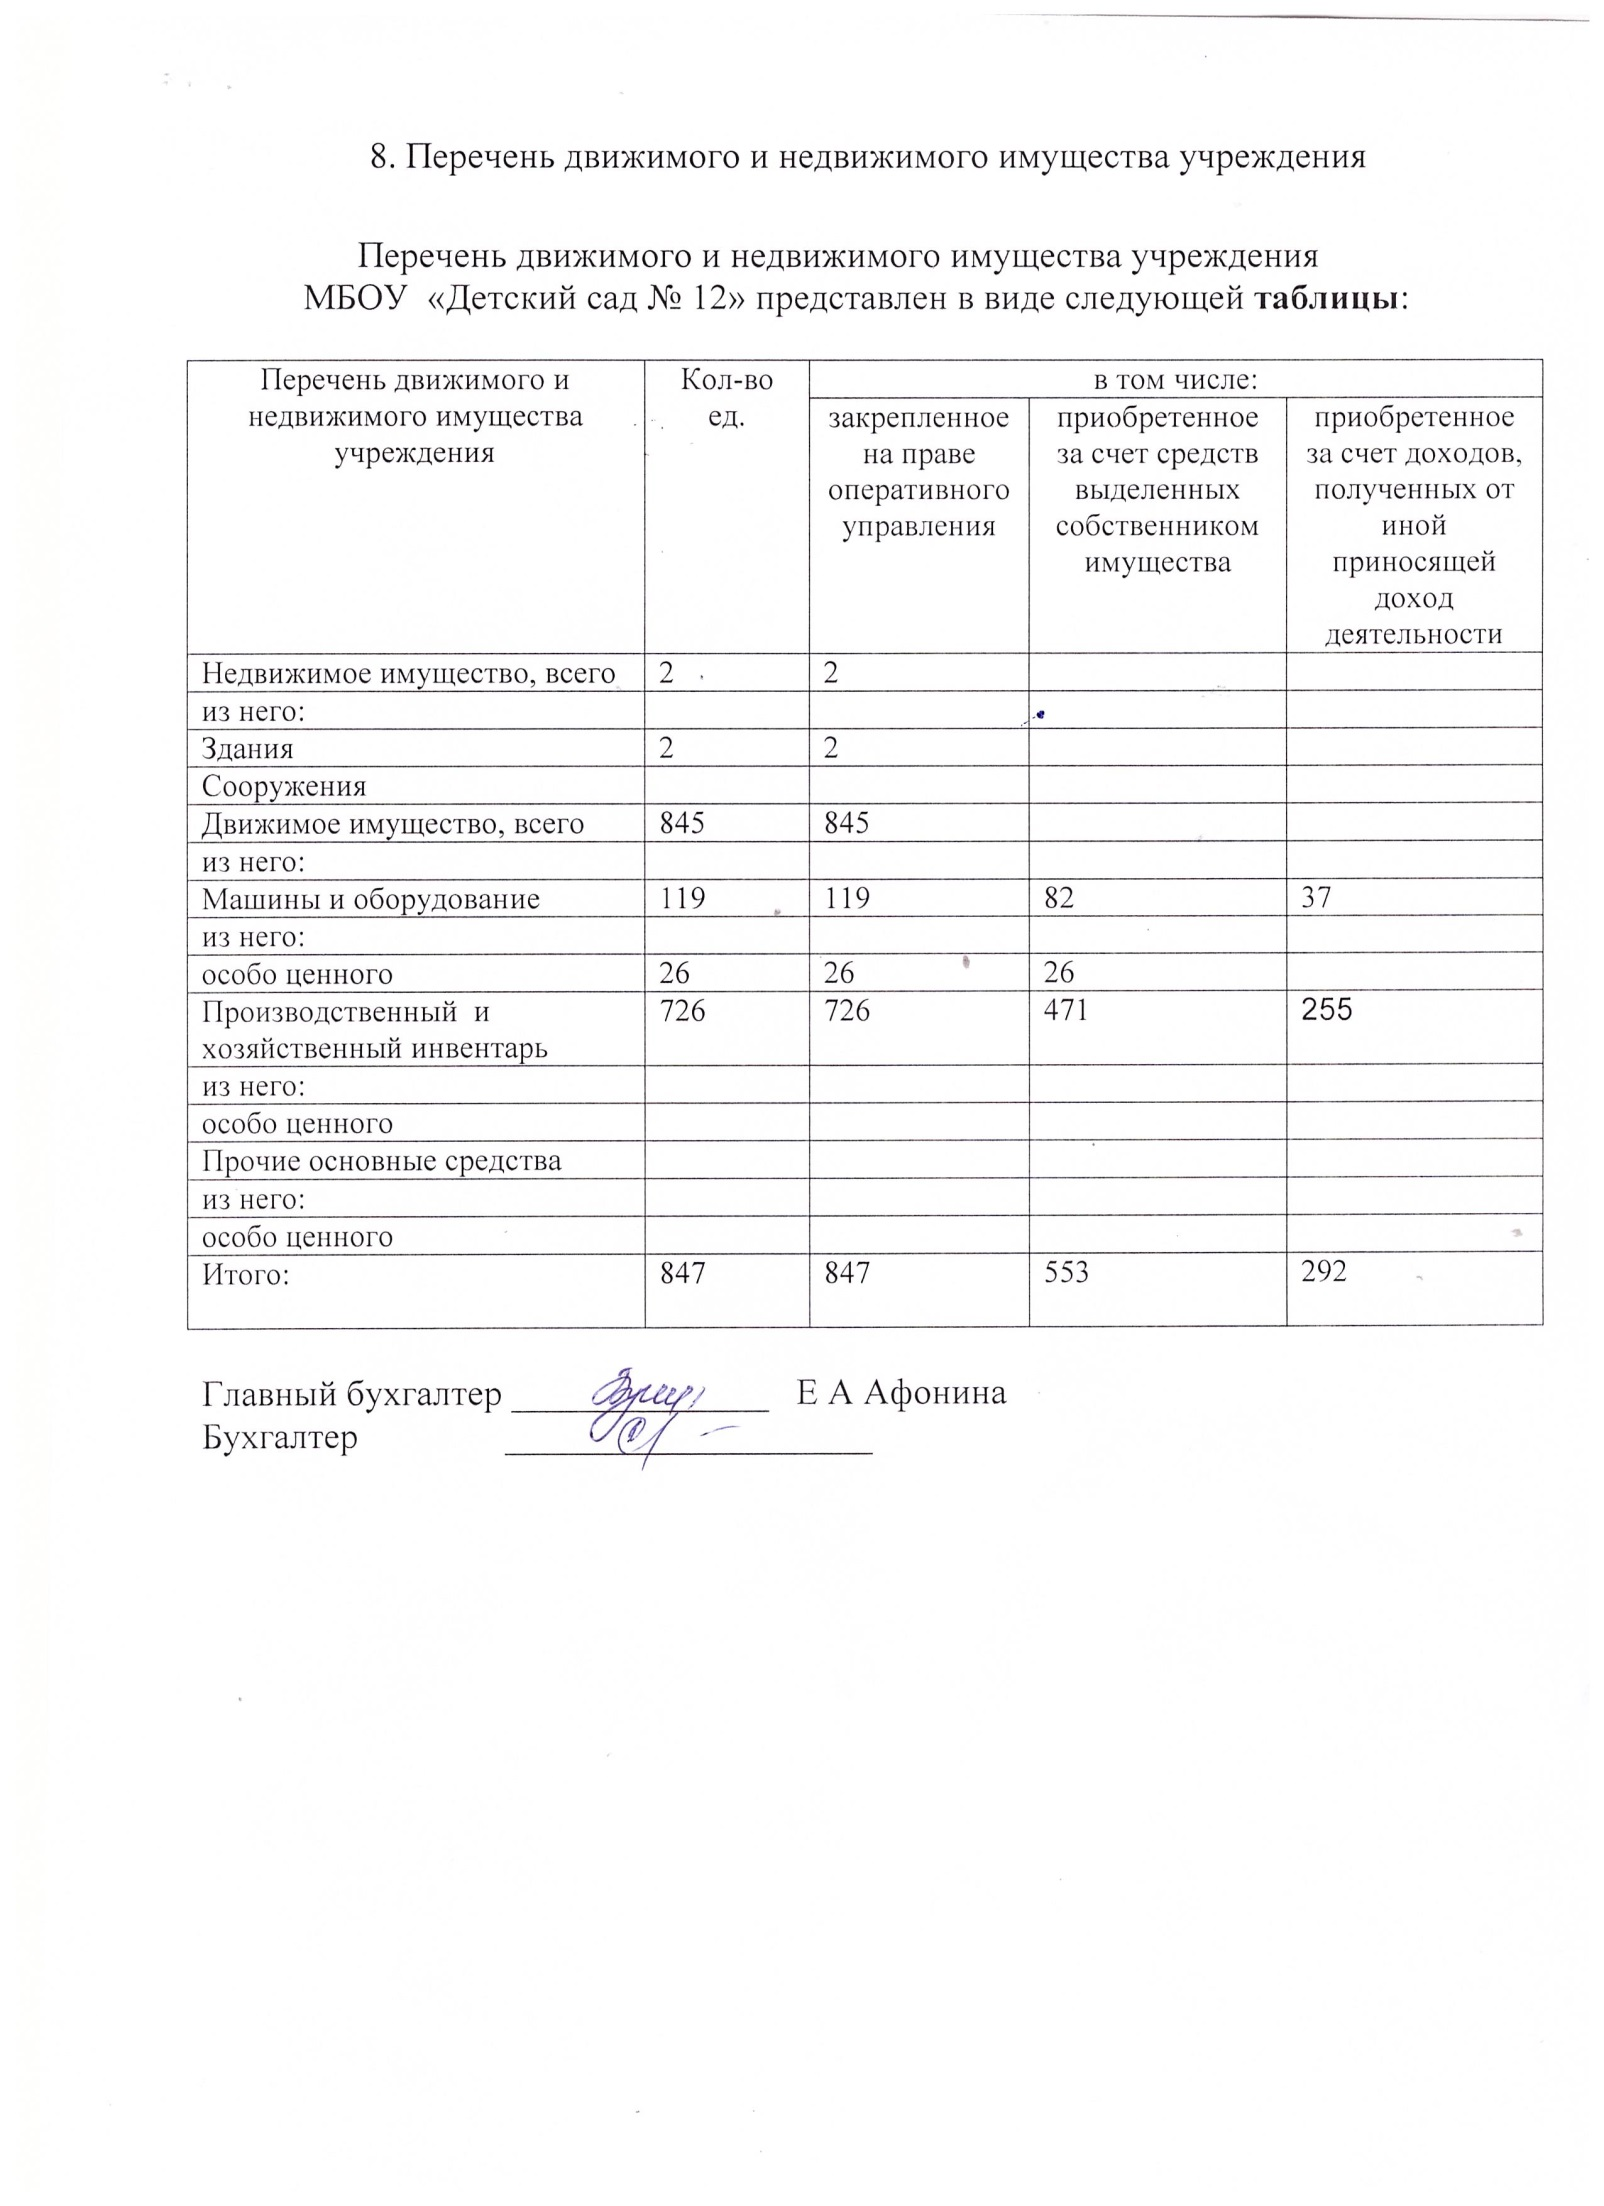 8. Перечень движимого и недвижимого имущества учреждения
Перечень движимого и недвижимого имущества учреждения
МБОУ «Детский сад № 12» представлен в виде следующей таблицы:
Перечень движимого и
недвижимого имущества
учреждения
Кол-во
ед.
в том числе:
закрепленное
на праве
оперативного
управления
приобретенное
за счет средств
выделенных
собственником
имущества
приобретенное
за счет доходов,
полученных от
иной
приносящей
доход
деятельности
Недвижимое имущество, всего 2 2
из него:
Здания 2 2
Сооружения
Движимое имущество, всего 845 845
из него:
Машины и оборудование 119 119 82 37
из него:
особо ценного 26 26 26
Производственный и 726 726 471 255
хозяйственный инвентарь
из него:
особо ценного
Прочие основные средства
из него:
особо ценного
Итого: 847 847 553 292
Главный бухгалтер Е А Афонина
Бухгалтер